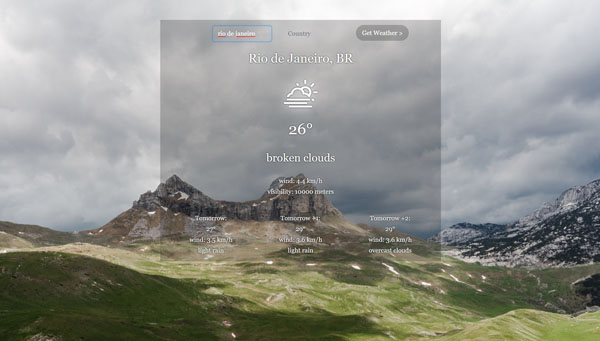 rio de janeiro
Country
Get Weather >
Rio de Janeiro, BR
26°
broken clouds
wind: 4.4 km/h
visibility: 10000 meters
Tomorrow: Tomorrow +1: Tomorrow +2:
27° 29° 29°
wind: 3.5 km/h wind: 3.6 km/h wind: 3.6 km/h
light rain light rain overcast clouds